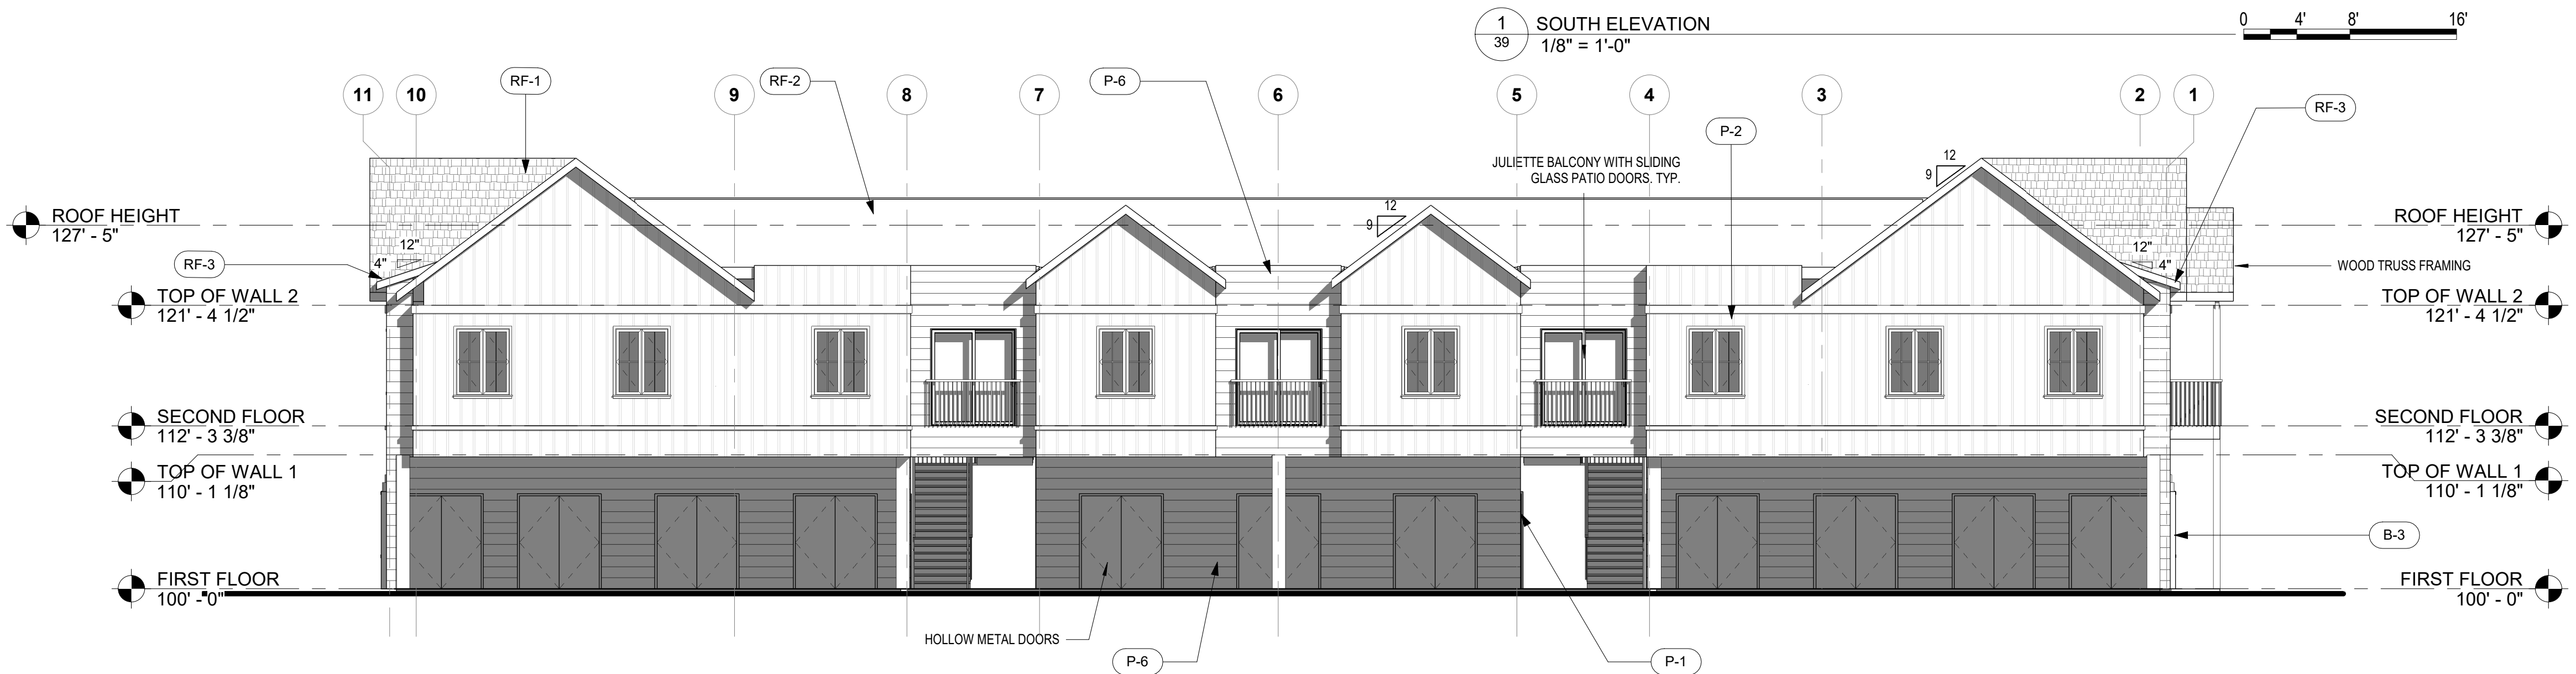 1
39
SOUTH ELEVATION
1/8" = 1'-0"
0 4' 8' 16'
11 10 9 8 7 6 5 4 3 2 1
RF-1
RF-2
P-6
P-2
RF-3
JULIETTE BALCONY WITH SLIDING
GLASS PATIO DOORS. TYP.
12
9
12
9
ROOF HEIGHT
127' - 5"
RF-3
12"
4"
TOP OF WALL 2
121' - 4 1/2"
SECOND FLOOR
112' - 3 3/8"
TOP OF WALL 1
110' - 1 1/8"
FIRST FLOOR
100' - 0"
ROOF HEIGHT
127' - 5"
12"
4"
WOOD TRUSS FRAMING
TOP OF WALL 2
121' - 4 1/2"
SECOND FLOOR
112' - 3 3/8"
TOP OF WALL 1
110' - 1 1/8"
B-3
FIRST FLOOR
100' - 0"
HOLLOW METAL DOORS
P-6
P-1